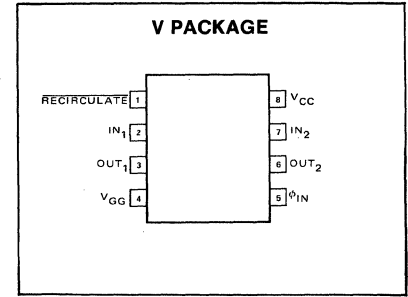 V PACKAGE
RECIRCULATE 1
8 VCC
IN1 2
7 IN2
OUT1 3
6 OUT2
VGG 4
5 ΦIN